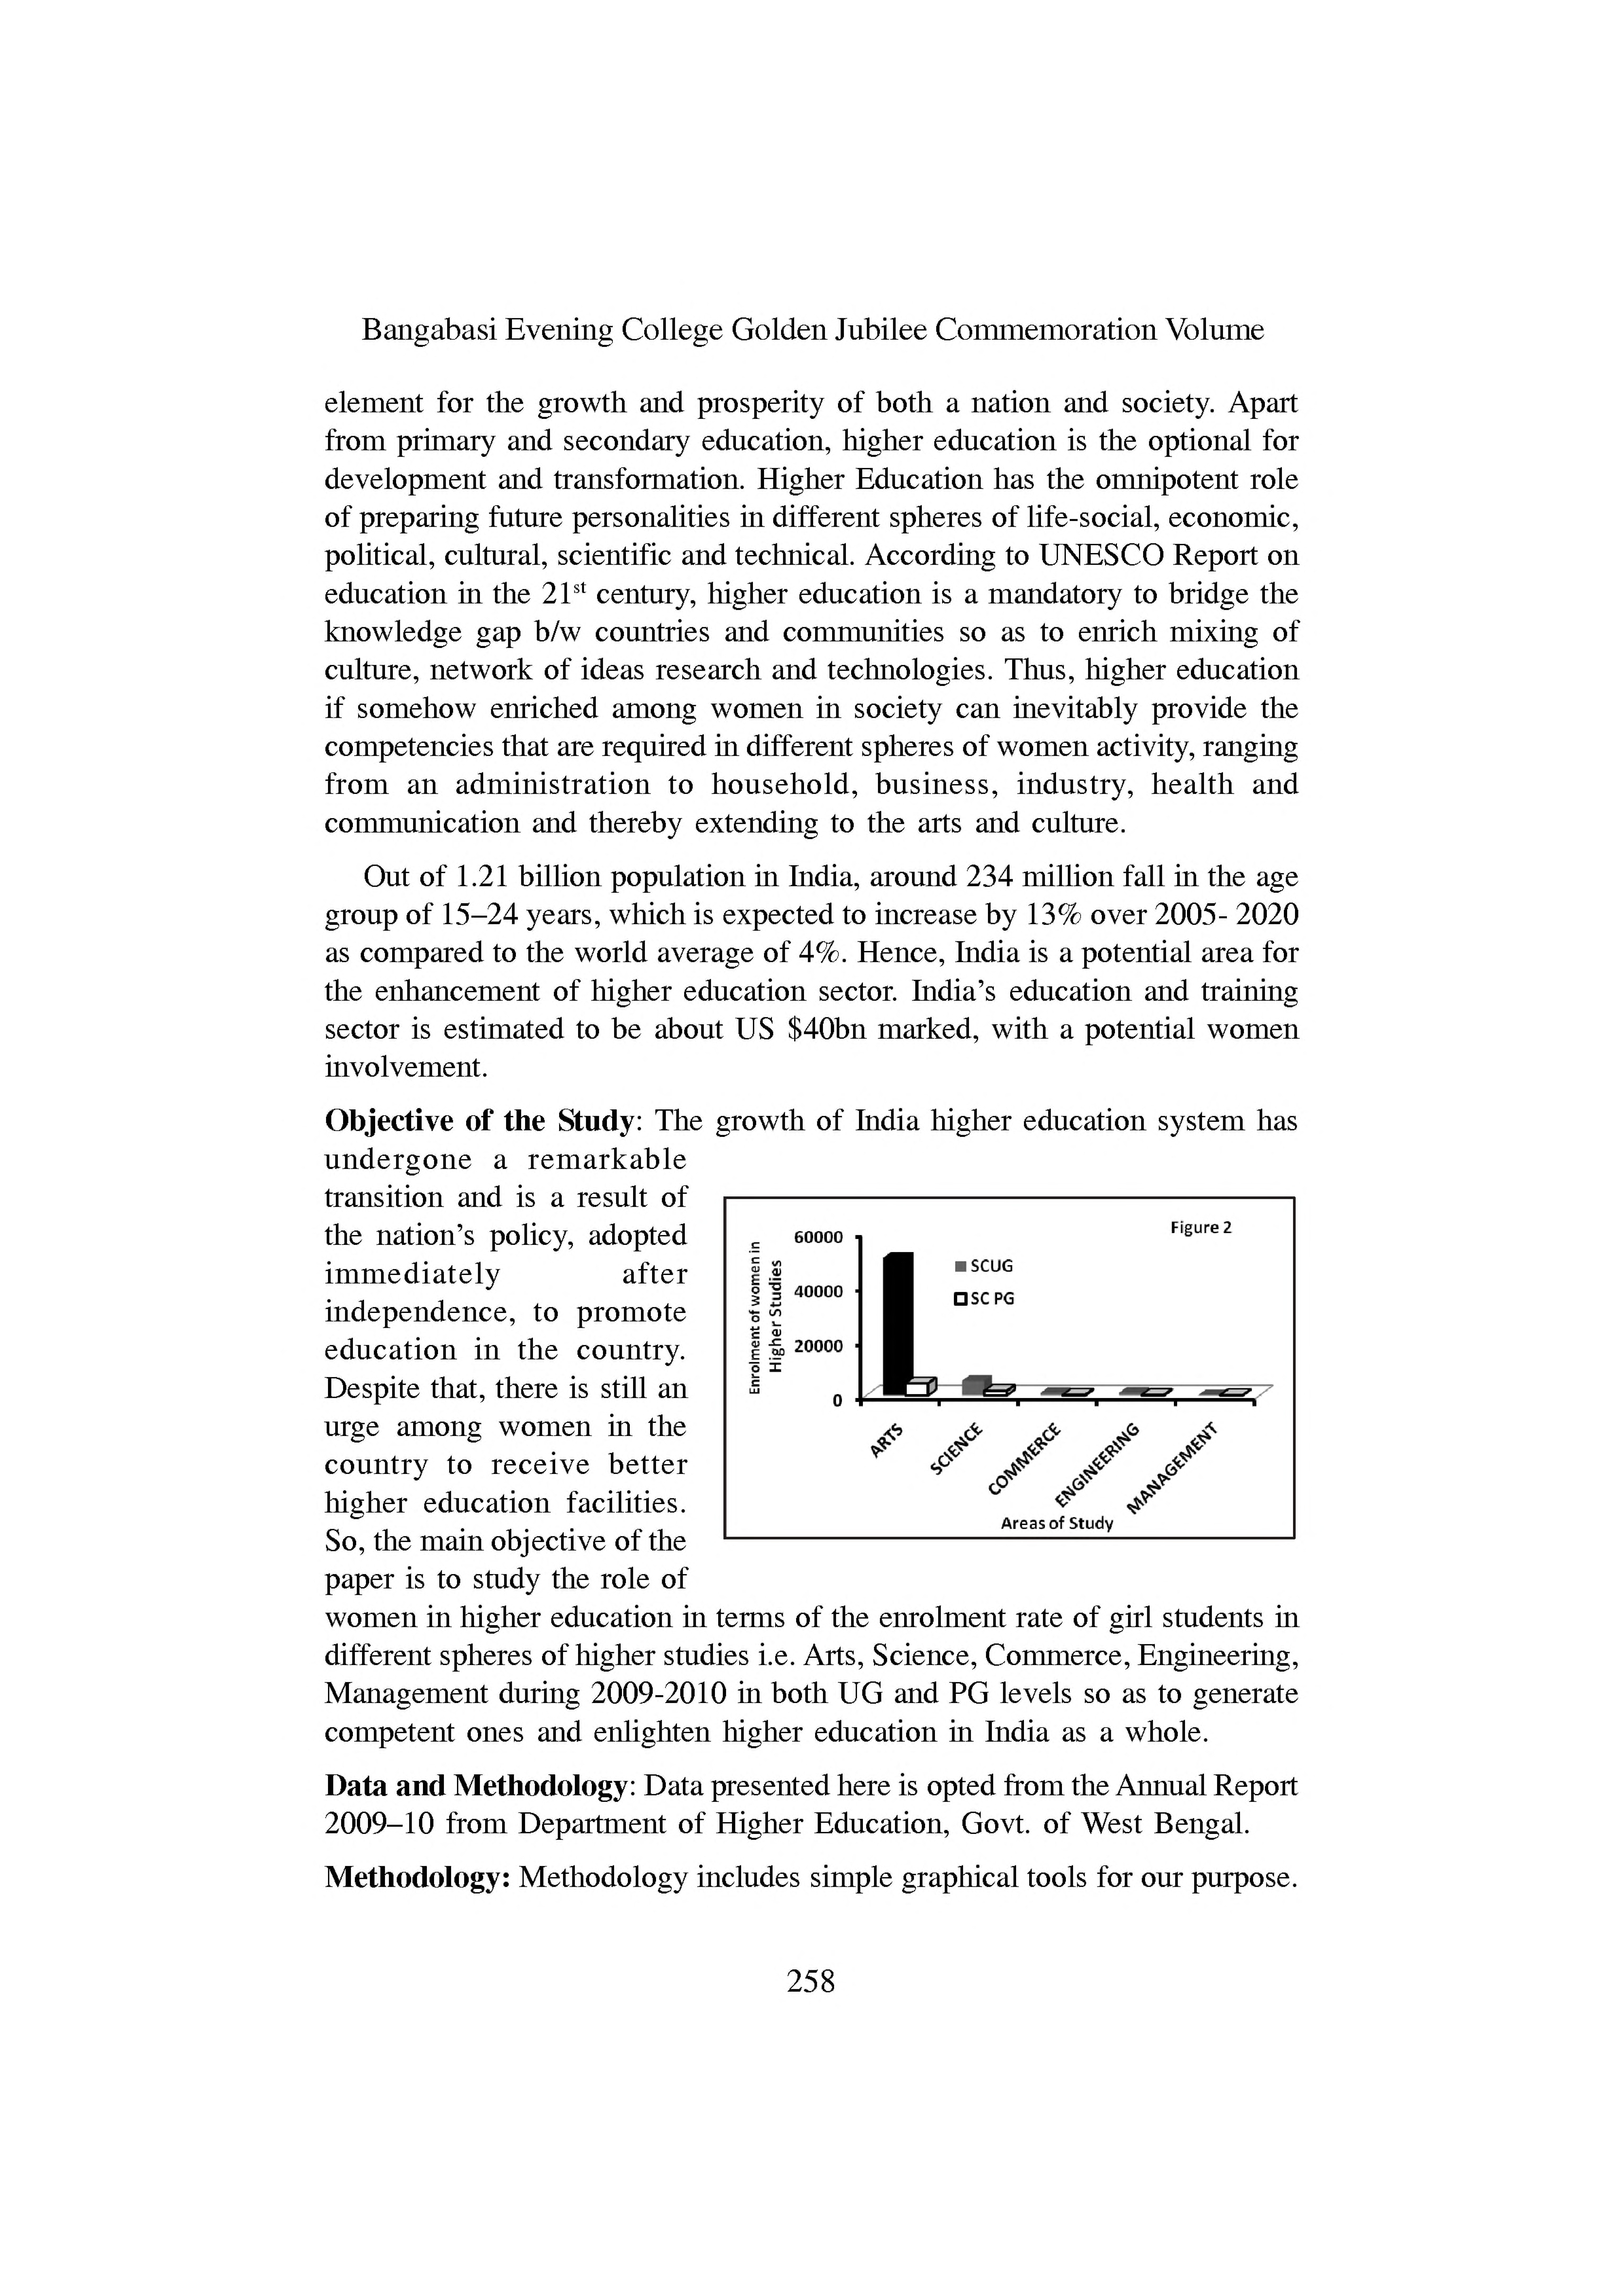 Bangabasi Evening College Golden Jubilee Commemoration Volume
element for the growth and prosperity of both a nation and society. Apart
from primary and secondary education, higher education is the optional for
development and transformation. Higher Education has the omnipotent role
of preparing future personalities in different spheres of life-social, economic,
political, cultural, scientific and technical. According to UNESCO Report on
education in the 21st century, higher education is a mandatory to bridge the
knowledge gap b/w countries and communities so as to enrich mixing of
culture, network of ideas research and technologies. Thus, higher education
if somehow enriched among women in society can inevitably provide the
competencies that are required in different spheres of women activity, ranging
from an administration to household, business, industry, health and
communication and thereby extending to the arts and culture.
Out of 1.21 billion population in India, around 234 million fall in the age
group of 15–24 years, which is expected to increase by 13% over 2005- 2020
as compared to the world average of 4%. Hence, India is a potential area for
the enhancement of higher education sector. India’s education and training
sector is estimated to be about US $40bn marked, with a potential women
involvement.
Objective of the Study: The growth of India higher education system has
undergone a remarkable
transition and is a result of
the nation’s policy, adopted
immediately after
independence, to promote
education in the country.
Despite that, there is still an
urge among women in the
country to receive better
higher education facilities.
So, the main objective of the
paper is to study the role of
Figure 2
Enrolment of women in
Higher Studies
60000
40000
20000
0
SCUG
SC PG
ARTS
SCIENCE
COMMERCE
ENGINEERING
MANAGEMENT
Areas of Study
women in higher education in terms of the enrolment rate of girl students in
different spheres of higher studies i.e. Arts, Science, Commerce, Engineering,
Management during 2009-2010 in both UG and PG levels so as to generate
competent ones and enlighten higher education in India as a whole.
Data and Methodology: Data presented here is opted from the Annual Report
2009–10 from Department of Higher Education, Govt. of West Bengal.
Methodology: Methodology includes simple graphical tools for our purpose.
258